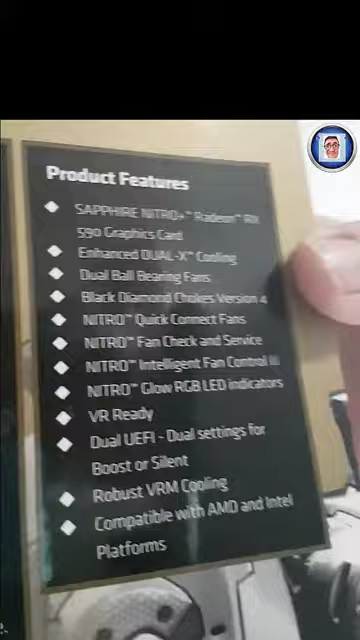 Product Features
SAPPHIRE NITRO+™ Radeon™ RX
590 Graphics Card
Enhanced DUAL-X™ Cooling
Dual Ball Bearing Fans
Black Diamond Chokes Version 4
NITRO™ Quick Connect Fans
NITRO™ Fan Check and Service
NITRO™ Intelligent Fan Control III
NITRO™ Glow RGB LED indicators
VR Ready
Dual UEFI - Dual settings for
Boost or Silent
Robust VRM Cooling
Compatible with AMD and Intel
Platforms